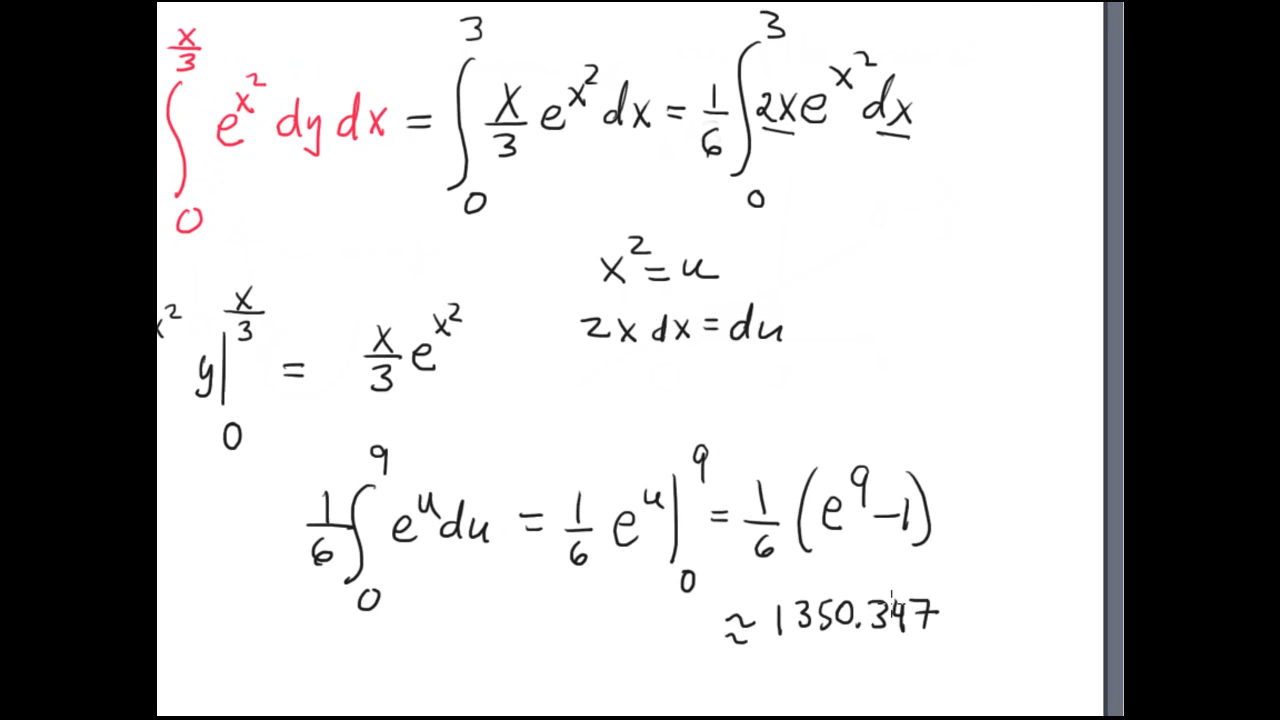 ∫₀^{x/3} e^{x²} dy dx = ∫₀³ x/3 e^{x²} dx = 1/6 ∫₀³ 2x e^{x²} dx
x² = u
2x dx = du
x² y|₀^{x/3} = x/3 e^{x²}
1/6 ∫₀⁹ e^u du = 1/6 e^u |₀⁹ = 1/6 (e⁹ - 1)
≈ 1350.347